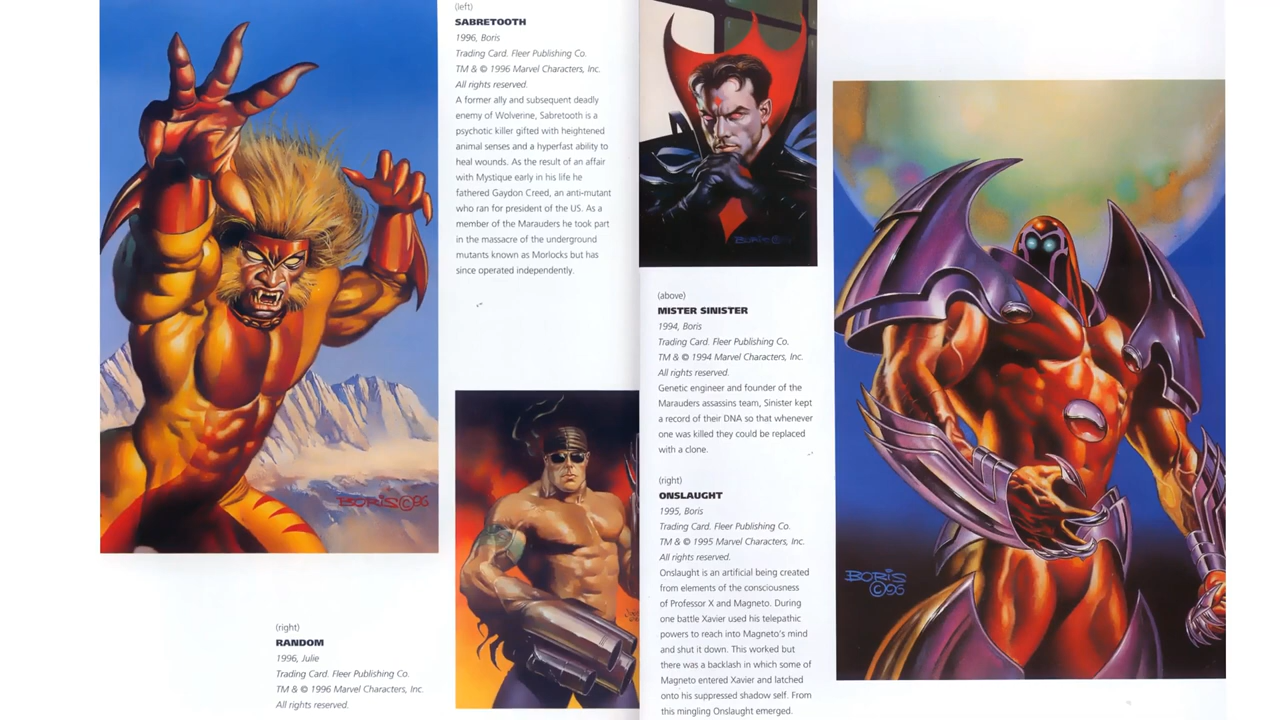 (left)
SABRETOOTH
1996, Boris
Trading Card. Fleer Publishing Co.
TM & © 1996 Marvel Characters, Inc.
All rights reserved.
A former ally and subsequent deadly
enemy of Wolverine, Sabretooth is a
psychotic killer gifted with heightened
animal senses and a hyperfast ability to
heal wounds. As the result of an affair
with Mystique early in his life he
fathered Gaydon Creed, an anti-mutant
who ran for president of the US. As a
member of the Marauders he took part
in the massacre of the underground
mutants known as Morlocks but has
since operated independently.
BORIS©96
(right)
RANDOM
1996, Julie
Trading Card. Fleer Publishing Co.
TM & © 1996 Marvel Characters, Inc.
All rights reserved.
(above)
MISTER SINISTER
1994, Boris
Trading Card. Fleer Publishing Co.
TM & © 1994 Marvel Characters, Inc.
All rights reserved.
Genetic engineer and founder of the
Marauders assassins team, Sinister kept
a record of their DNA so that whenever
one was killed they could be replaced
with a clone.
(right)
ONSLAUGHT
1995, Boris
Trading Card. Fleer Publishing Co.
TM & © 1995 Marvel Characters, Inc.
All rights reserved.
Onslaught is an artificial being created
from elements of the consciousness
of Professor X and Magneto. During
one battle Xavier used his telepathic
powers to reach into Magneto's mind
and shut it down. This worked but
there was a backlash in which some of
Magneto entered Xavier and latched
onto his suppressed shadow self. From
this mingling Onslaught emerged.
BORIS
©96